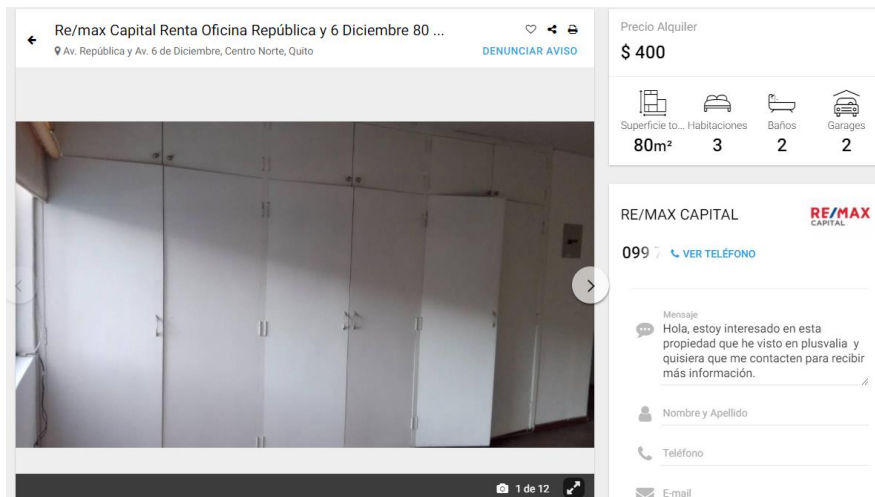 Re/max Capital Renta Oficina República y 6 Diciembre 80 ...
Av. República y Av. 6 de Diciembre, Centro Norte, Quito
DENUNCIAR AVISO
1 de 12
Precio Alquiler
$ 400
Superficie to... Habitaciones Baños Garages
80m² 3 2 2
RE/MAX CAPITAL
RE/MAX
CAPITAL
099 7 VER TELÉFONO
Mensaje
Hola, estoy interesado en esta
propiedad que he visto en plusvalia y
quisiera que me contacten para recibir
más información.
Nombre y Apellido
Teléfono
E-mail